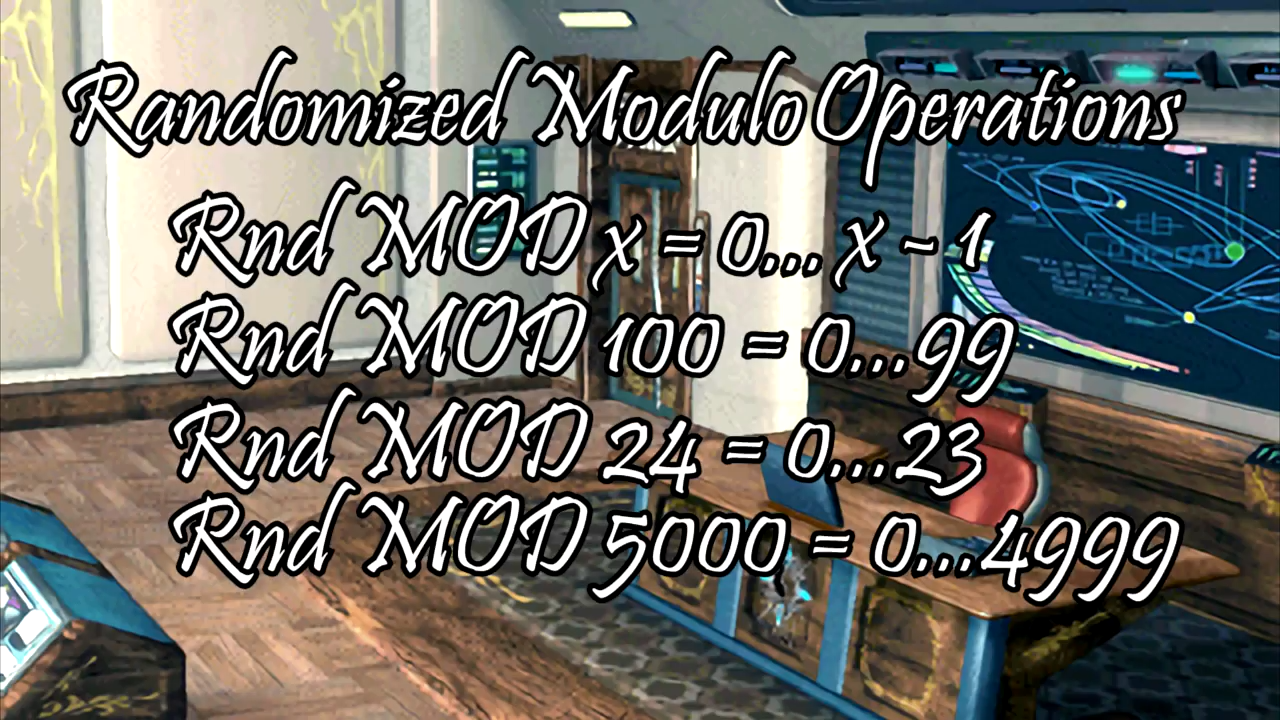 Randomized Modulo Operations
Rnd MOD x = 0... x - 1
Rnd MOD 100 = 0...99
Rnd MOD 24 = 0...23
Rnd MOD 5000 = 0...4999